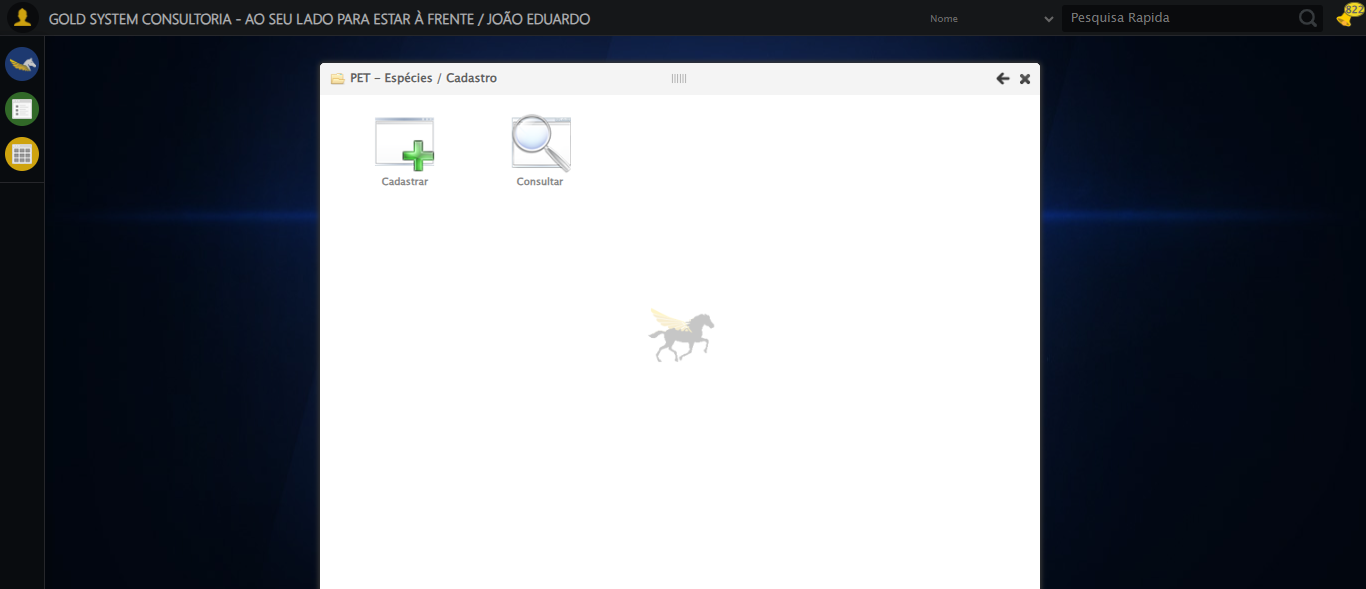 GOLD SYSTEM CONSULTORIA - AO SEU LADO PARA ESTAR À FRENTE / JOÃO EDUARDO
Nome
Pesquisa Rapida
822
PET - Espécies / Cadastro
Cadastrar
Consultar